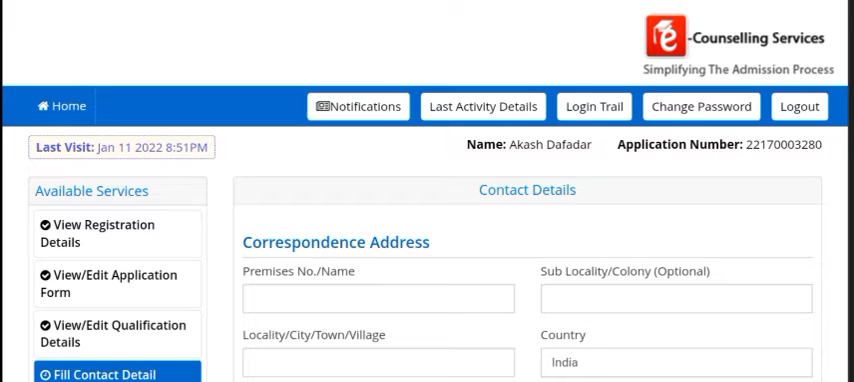 e-Counselling Services
Simplifying The Admission Process
Home
Notifications
Last Activity Details
Login Trail
Change Password
Logout
Last Visit: Jan 11 2022 8:51PM
Name: Akash Dafadar
Application Number: 22170003280
Available Services
View Registration
Details
View/Edit Application
Form
View/Edit Qualification
Details
Fill Contact Detail
Contact Details
Correspondence Address
Premises No./Name
Sub Locality/Colony (Optional)
Locality/City/Town/Village
Country
India